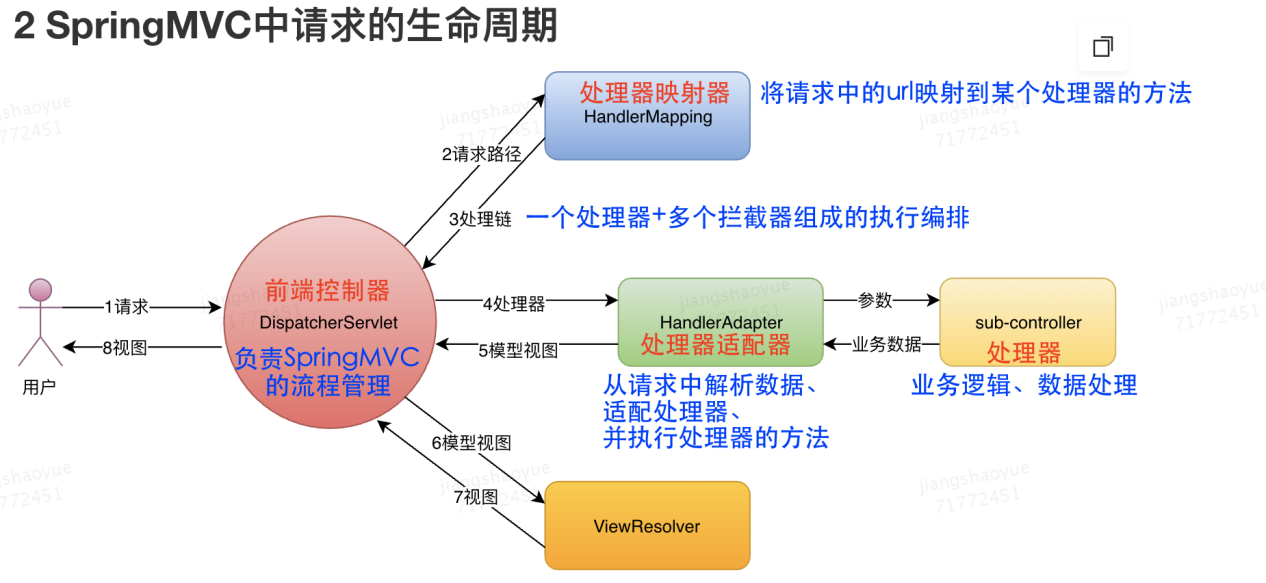 2 SpringMVC中请求的生命周期
处理器映射器
HandlerMapping
将请求中的url映射到某个处理器的方法
jiangshaoyue
71772451
2请求路径
3处理链
一个处理器+多个拦截器组成的执行编排
前端控制器
DispatcherServlet
负责SpringMVC
的流程管理
1请求
8视图
用户
4处理器
5模型视图
HandlerAdapter
处理器适配器
从请求中解析数据、
适配处理器、
并执行处理器的方法
参数
业务数据
sub-controller
处理器
业务逻辑、数据处理
jiangshaoyue
71772451
6模型视图
7视图
ViewResolver
jiangshaoyue
71772451